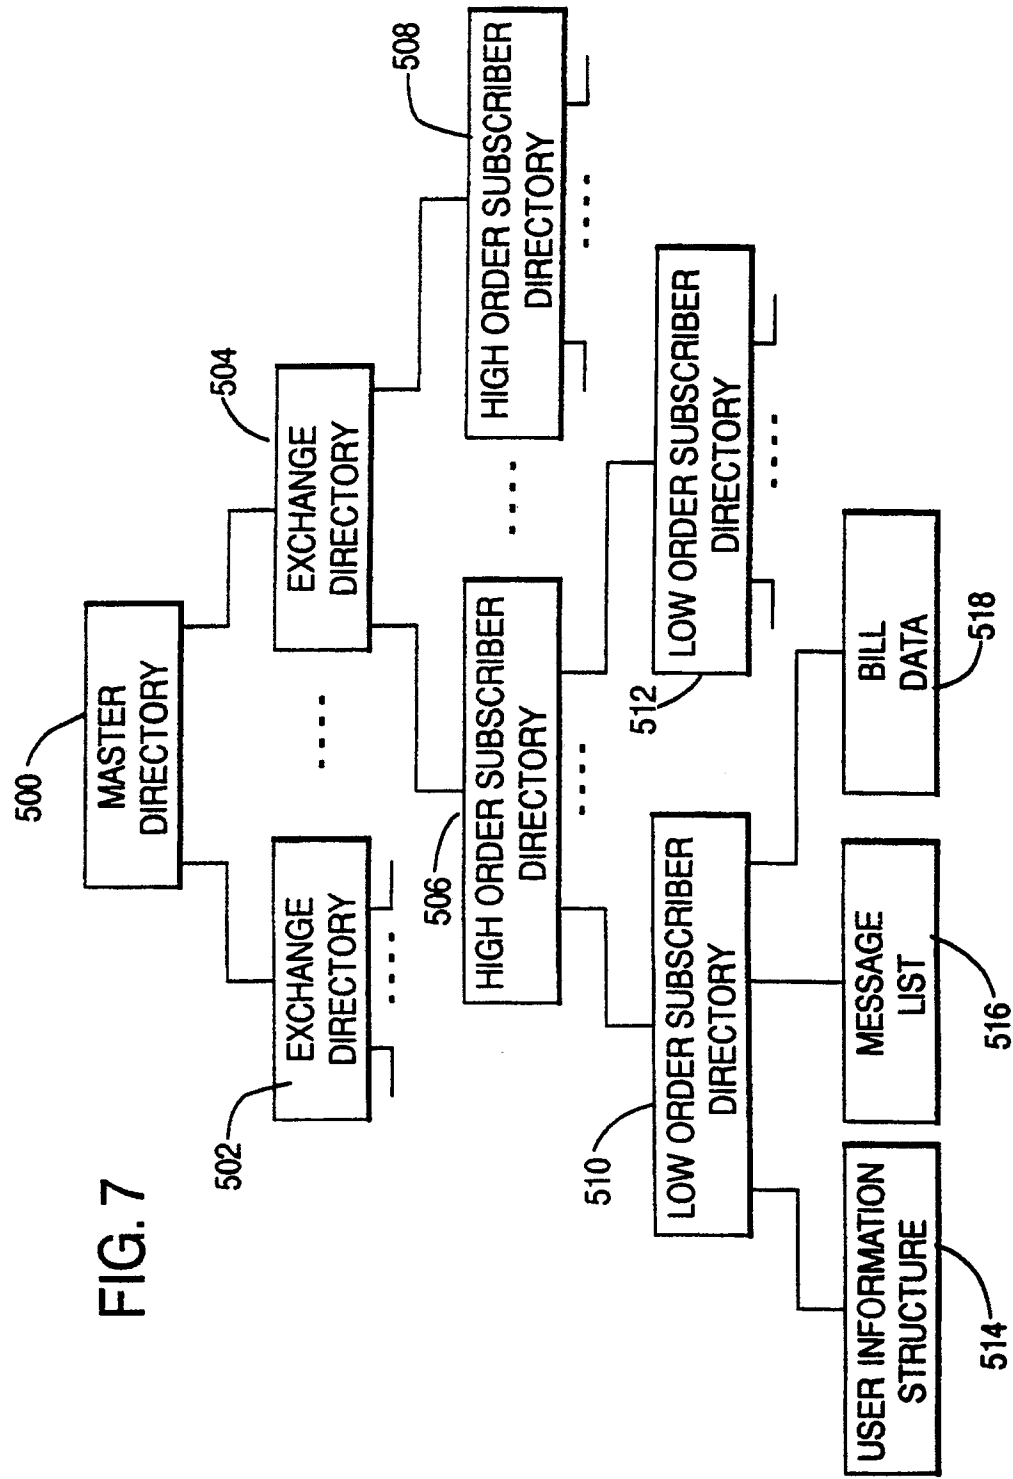 FIG. 7
500
MASTER
DIRECTORY
502
EXCHANGE
DIRECTORY
....
504
EXCHANGE
DIRECTORY
....
506
HIGH ORDER SUBSCRIBER
DIRECTORY
....
508
HIGH ORDER SUBSCRIBER
DIRECTORY
....
....
510
LOW ORDER SUBSCRIBER
DIRECTORY
....
512
LOW ORDER SUBSCRIBER
DIRECTORY
....
USER INFORMATION
STRUCTURE
514
MESSAGE
LIST
516
BILL
DATA
518